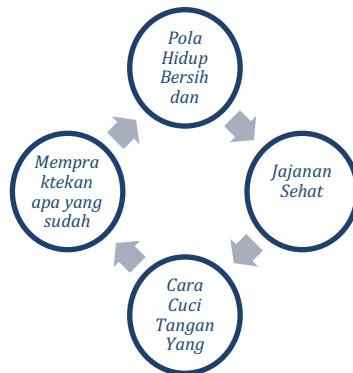 Pola
Hidup
Bersih
dan
Jajanan
Sehat
Cara
Cuci
Tangan
Yang
Mempra
ktekan
apa yang
sudah